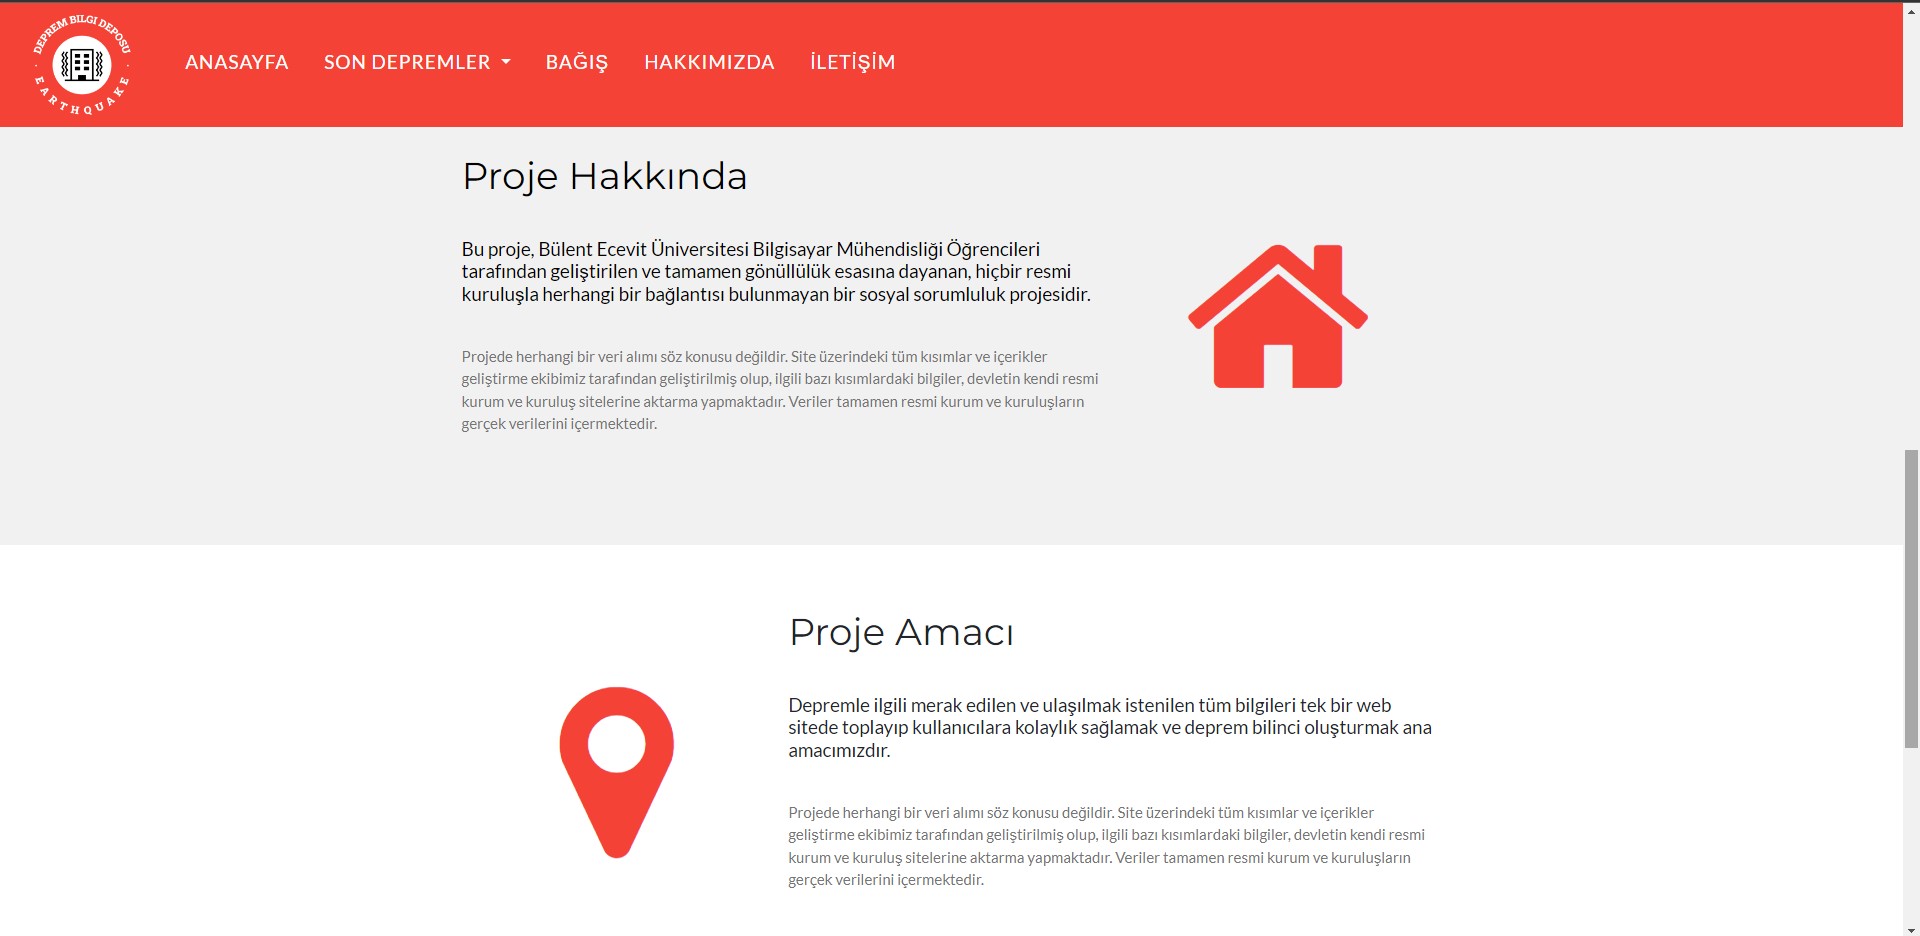 DEPREM BILGI DEPOSU
EARTHQUAKE
ANASAYFA SON DEPREMLER BAĞIŞ HAKKIMIZDA İLETİŞİM
Proje Hakkında
Bu proje, Bülent Ecevit Üniversitesi Bilgisayar Mühendisliği Öğrencileri
tarafından geliştirilen ve tamamen gönüllülük esasına dayanan, hiçbir resmi
kuruluşla herhangi bir bağlantısı bulunmayan bir sosyal sorumluluk projesidir.
Projede herhangi bir veri alımı söz konusu değildir. Site üzerindeki tüm kısımlar ve içerikler
geliştirme ekibimiz tarafından geliştirilmiş olup, ilgili bazı kısımlardaki bilgiler, devletin kendi resmi
kurum ve kuruluş sitelerine aktarma yapmaktadır. Veriler tamamen resmi kurum ve kuruluşların
gerçek verilerini içermektedir.
Proje Amacı
Depremle ilgili merak edilen ve ulaşılmak istenilen tüm bilgileri tek bir web
sitede toplayıp kullanıcılara kolaylık sağlamak ve deprem bilinci oluşturmak ana
amacımızdır.
Projede herhangi bir veri alımı söz konusu değildir. Site üzerindeki tüm kısımlar ve içerikler
geliştirme ekibimiz tarafından geliştirilmiş olup, ilgili bazı kısımlardaki bilgiler, devletin kendi resmi
kurum ve kuruluş sitelerine aktarma yapmaktadır. Veriler tamamen resmi kurum ve kuruluşların
gerçek verilerini içermektedir.